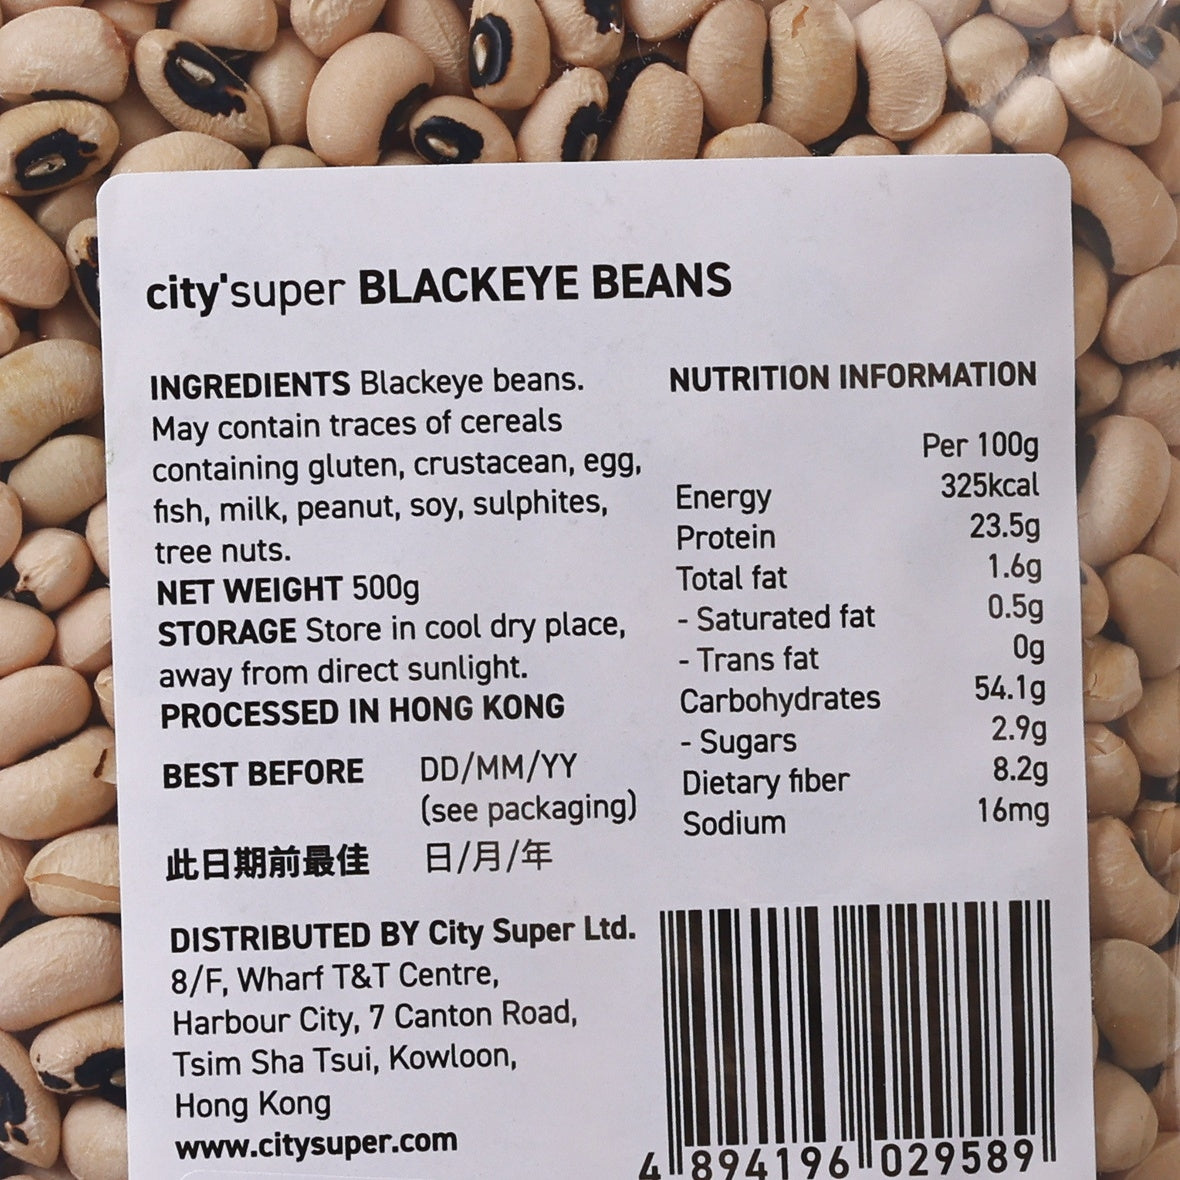 city'super BLACKEYE BEANS
INGREDIENTS Blackeye beans.
May contain traces of cereals
containing gluten, crustacean, egg,
fish, milk, peanut, soy, sulphites,
tree nuts.
NET WEIGHT 500g
STORAGE Store in cool dry place,
away from direct sunlight.
PROCESSED IN HONG KONG
BEST BEFORE DD/MM/YY
(see packaging)
此日期前最佳 日/月/年
DISTRIBUTED BY City Super Ltd.
8/F, Wharf T&T Centre,
Harbour City, 7 Canton Road,
Tsim Sha Tsui, Kowloon,
Hong Kong
www.citysuper.com
NUTRITION INFORMATION
Per 100g
Energy 325kcal
Protein 23.5g
Total fat 1.6g
- Saturated fat 0.5g
- Trans fat 0g
Carbohydrates 54.1g
- Sugars 2.9g
Dietary fiber 8.2g
Sodium 16mg
4 894196 029589